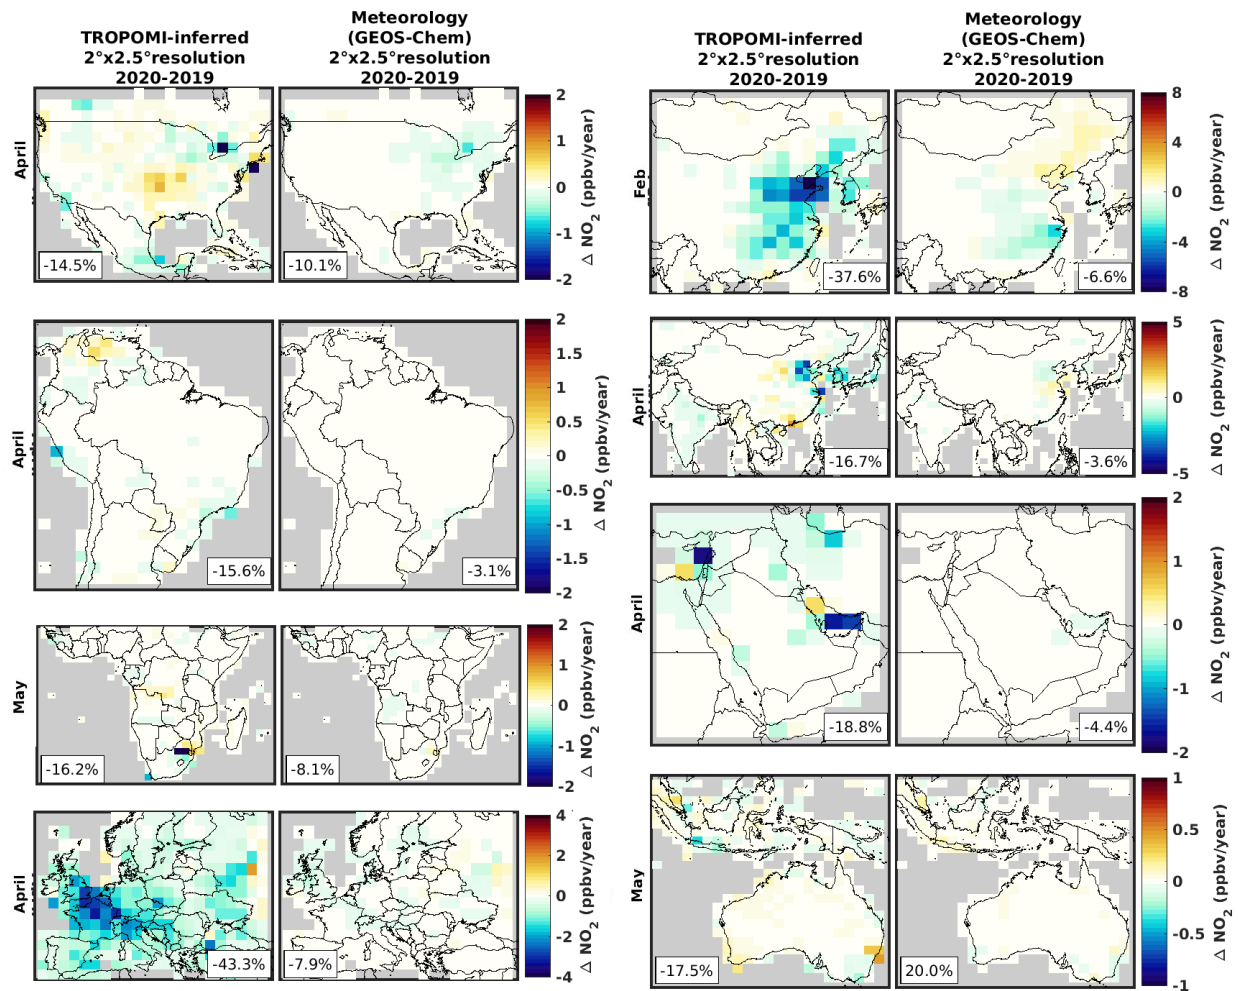 TROPOMI-inferred
2°x2.5°resolution
2020-2019
Meteorology
(GEOS-Chem)
2°x2.5°resolution
2020-2019
April
-14.5%
-10.1%
2
1
0
-1
-2
Δ NO2 (ppbv/year)
April
-15.6%
-3.1%
2
1.5
1
0.5
0
-0.5
-1
-1.5
-2
Δ NO2 (ppbv/year)
May
-16.2%
-8.1%
2
1
0
-1
-2
Δ NO2 (ppbv/year)
April
-43.3%
-7.9%
4
2
0
-2
-4
Δ NO2 (ppbv/year)
TROPOMI-inferred
2°x2.5°resolution
2020-2019
Meteorology
(GEOS-Chem)
2°x2.5°resolution
2020-2019
Feb
-37.6%
-6.6%
8
4
0
-4
-8
Δ NO2 (ppbv/year)
April
-16.7%
-3.6%
5
0
-5
Δ NO2 (ppbv/year)
April
-18.8%
-4.4%
2
1
0
-1
-2
Δ NO2 (ppbv/year)
May
-17.5%
20.0%
1
0.5
0
-0.5
-1
Δ NO2 (ppbv/year)